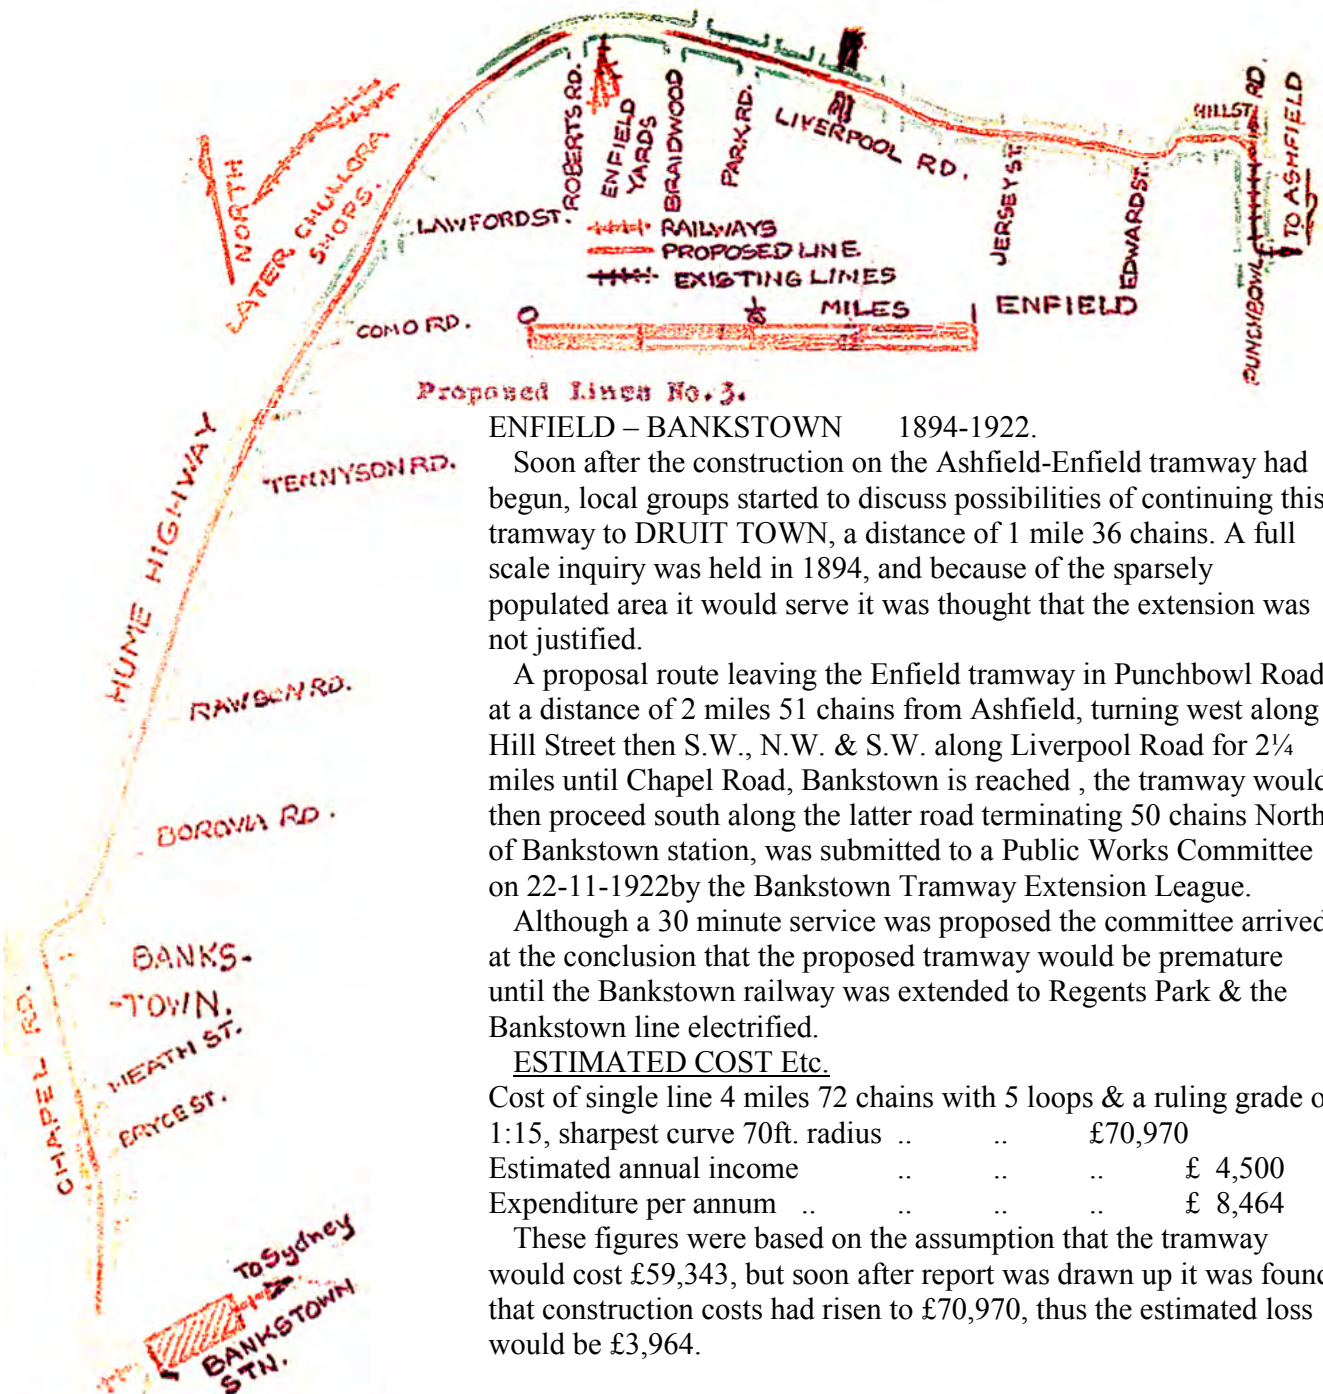 HILL ST.
PUNCHBOWL RD.
TO ASHFIELD
ROBERTS RD.
ENFIELD
YARDS
BRAIDWOOD
PARK RD.
LIVERPOOL RD.
JERSEY ST.
EDWARD ST.
NORTH
LATER CHULLORA
SHOPS.
LAWFORD ST.
RAILWAYS
PROPOSED LINE
EXISTING LINES
0 ½ MILES 1
ENFIELD
COMO RD.
Proposed Lines No. 3.
HUME HIGHWAY
TENNYSON RD.
RAWSON RD.
BOROVIA RD.
BANKS-
-TOWN.
CHAPEL RD.
HEATH ST.
BRYCE ST.
TO Sydney
BANKSTOWN
STN.
ENFIELD – BANKSTOWN 1894-1922.
Soon after the construction on the Ashfield-Enfield tramway had
begun, local groups started to discuss possibilities of continuing this
tramway to DRUIT TOWN, a distance of 1 mile 36 chains. A full
scale inquiry was held in 1894, and because of the sparsely
populated area it would serve it was thought that the extension was
not justified.
A proposal route leaving the Enfield tramway in Punchbowl Road
at a distance of 2 miles 51 chains from Ashfield, turning west along
Hill Street then S.W., N.W. & S.W. along Liverpool Road for 2¼
miles until Chapel Road, Bankstown is reached , the tramway would
then proceed south along the latter road terminating 50 chains North
of Bankstown station, was submitted to a Public Works Committee
on 22-11-1922by the Bankstown Tramway Extension League.
Although a 30 minute service was proposed the committee arrived
at the conclusion that the proposed tramway would be premature
until the Bankstown railway was extended to Regents Park & the
Bankstown line electrified.
ESTIMATED COST Etc.
Cost of single line 4 miles 72 chains with 5 loops & a ruling grade o
1:15, sharpest curve 70ft. radius .. .. £70,970
Estimated annual income .. .. .. £ 4,500
Expenditure per annum .. .. .. .. £ 8,464
These figures were based on the assumption that the tramway
would cost £59,343, but soon after report was drawn up it was found
that construction costs had risen to £70,970, thus the estimated loss
would be £3,964.